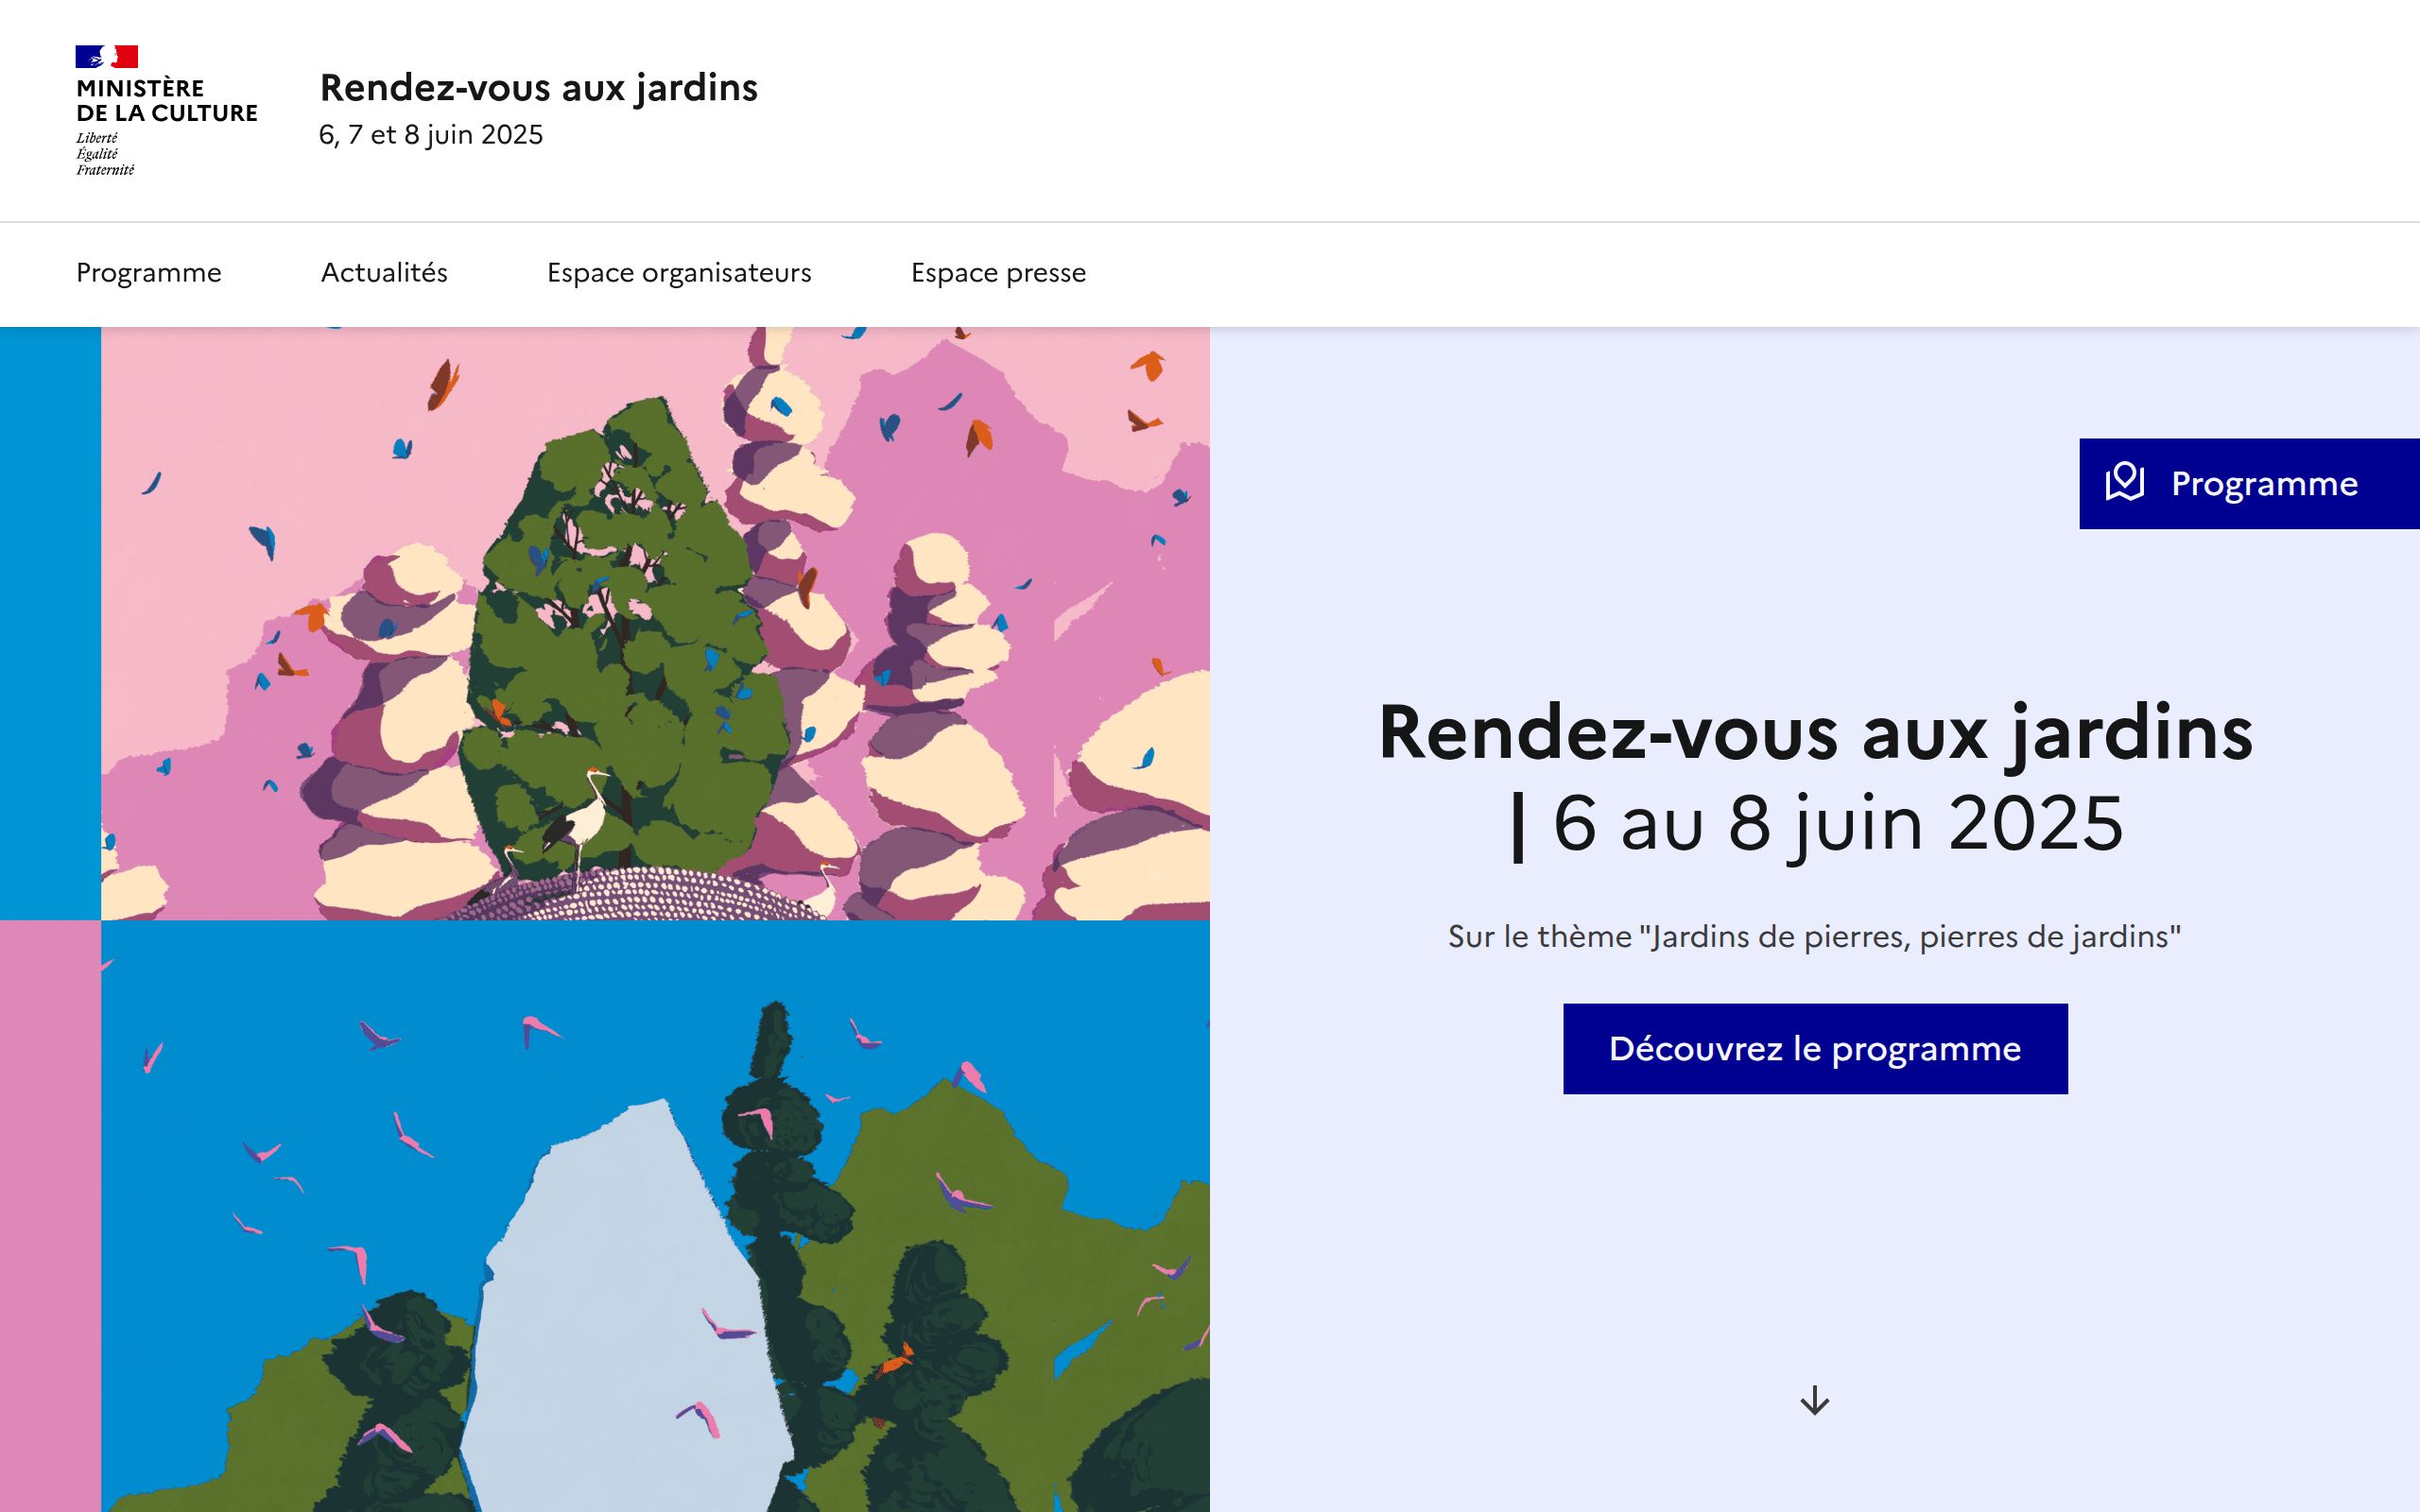 MINISTÈRE
DE LA CULTURE
Liberté
Égalité
Fraternité
Rendez-vous aux jardins
6, 7 et 8 juin 2025
Programme
Actualités
Espace organisateurs
Espace presse
Programme
Rendez-vous aux jardins
| 6 au 8 juin 2025
Sur le thème "Jardins de pierres, pierres de jardins"
Découvrez le programme